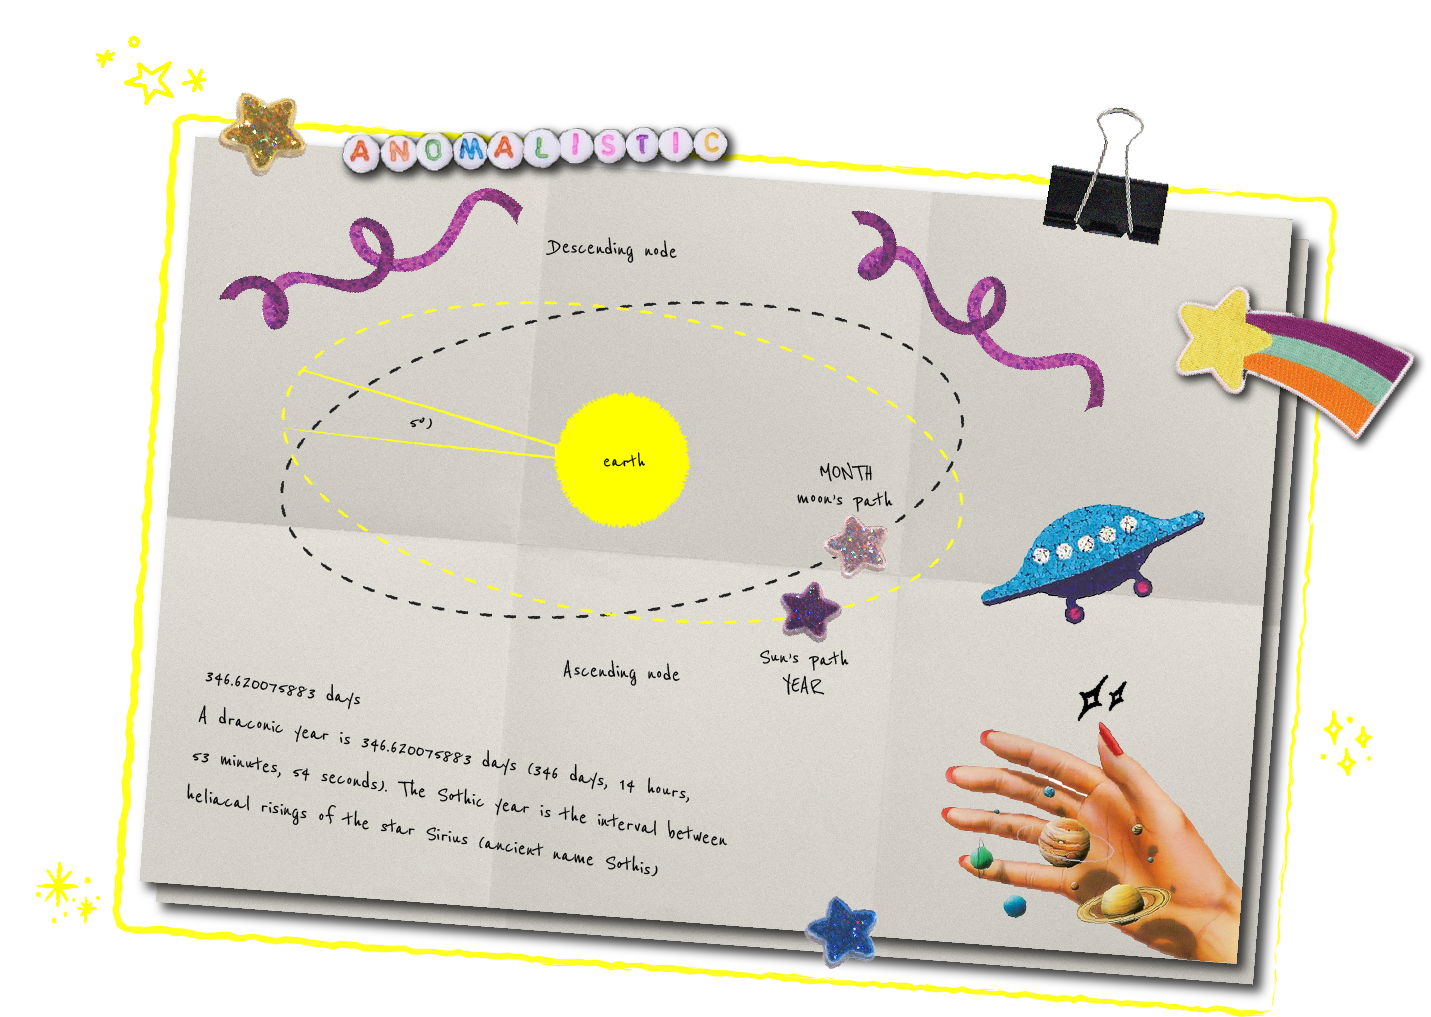 ANOMALISTIC
Descending node
5°)
earth
MONTH
moon's path
Sun's path
YEAR
Ascending node
346.620075883 days
A draconic year is 346.620075883 days (346 days, 14 hours,
53 minutes, 54 seconds). The Sothic year is the interval between
heliacal risings of the star Sirius (ancient name Sothis)